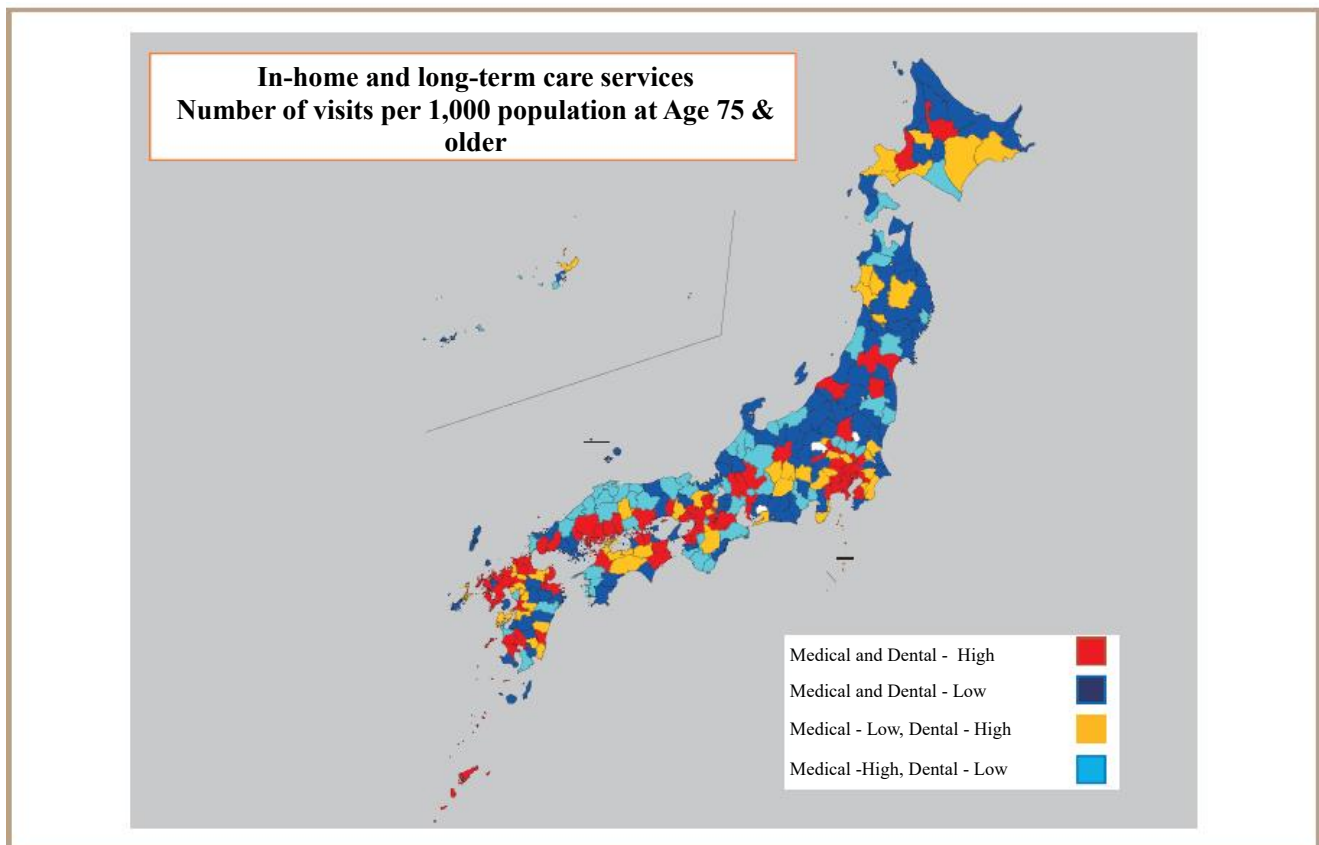 In-home and long-term care services
Number of visits per 1,000 population at Age 75 &
older
Medical and Dental - High
Medical and Dental - Low
Medical - Low, Dental - High
Medical -High, Dental - Low